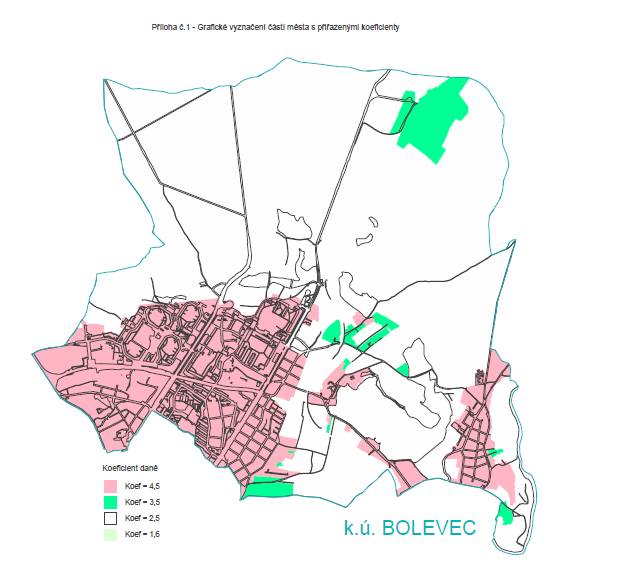 Příloha č.1 - Grafické vyznačení částí města s přiřazenými koeficienty
Koeficient daně
Koef = 4,5
Koef = 3,5
Koef = 2,5
Koef = 1,6
k.ú. BOLEVEC